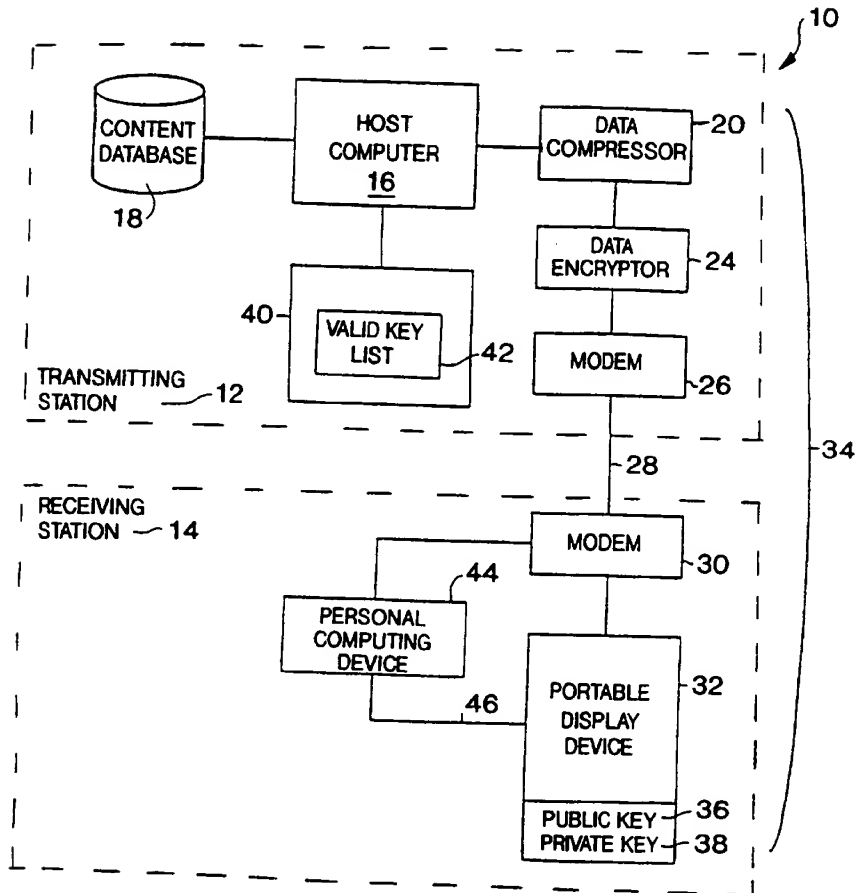 10
CONTENT
DATABASE
18
HOST
COMPUTER
16
DATA
COMPRESSOR
20
DATA
ENCRYPTOR
24
40
VALID KEY
LIST
42
MODEM
26
TRANSMITTING
STATION
12
28
34
RECEIVING
STATION
14
MODEM
30
44
PERSONAL
COMPUTING
DEVICE
46
PORTABLE
DISPLAY
DEVICE
32
PUBLIC KEY
36
PRIVATE KEY
38